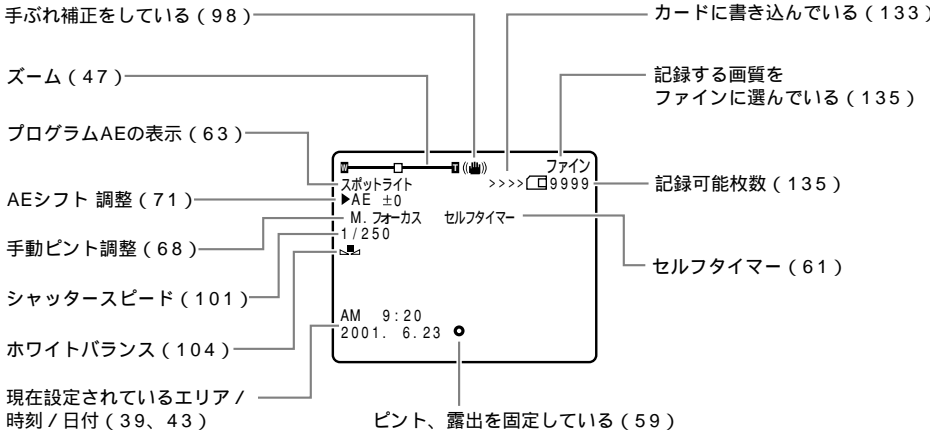 手ぶれ補正をしている(98)
ズーム(47)
プログラムAEの表示(63)
AEシフト 調整(71)
手動ピント調整(68)
シャッタースピード(101)
ホワイトバランス(104)
現在設定されているエリア/
時刻/日付(39、43)
W T ファイン
スポットライト >>>> 9999
▶AE ±0
M. フォーカス セルフタイマー
1/250
AM 9:20
2001. 6.23
カードに書き込んでいる(133)
記録する画質を
ファインに選んでいる(135)
記録可能枚数(135)
セルフタイマー(61)
ピント、露出を固定している(59)